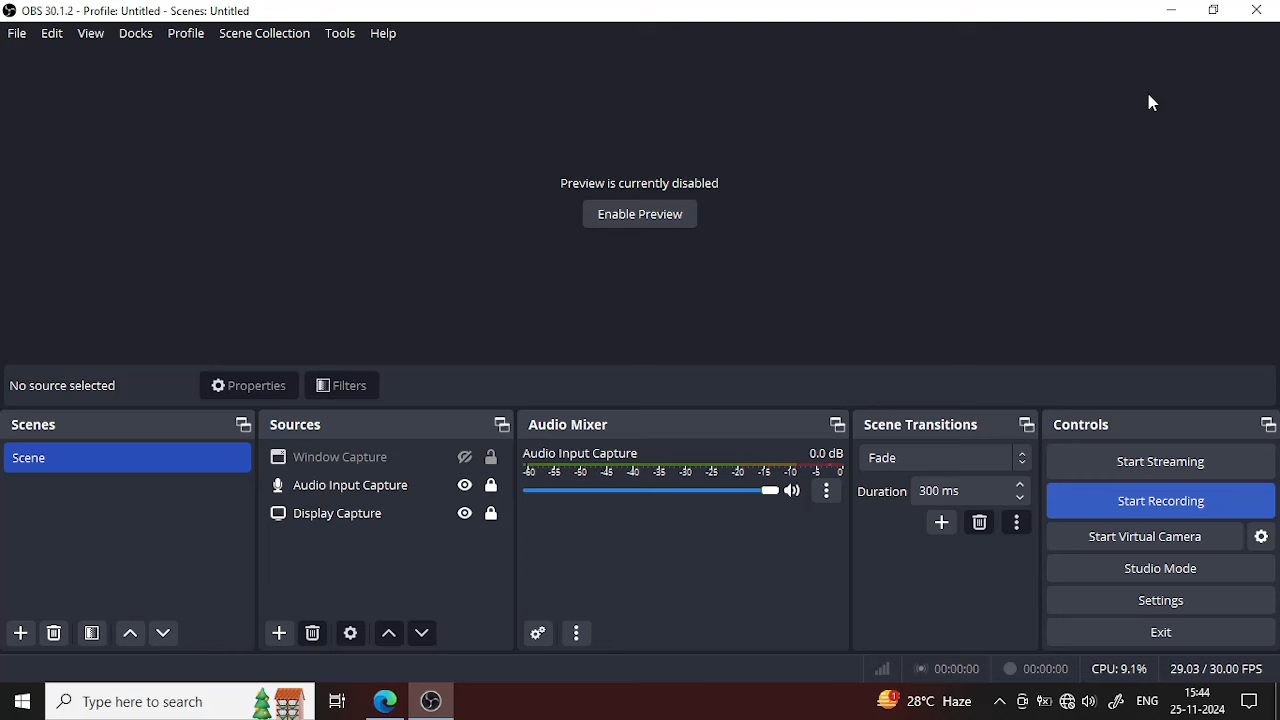 OBS 30.1.2 - Profile: Untitled - Scenes: Untitled
File Edit View Docks Profile Scene Collection Tools Help
Preview is currently disabled
Enable Preview
No source selected Properties Filters
Scenes Sources Audio Mixer Scene Transitions Controls
Scene
Window Capture
Audio Input Capture
Display Capture
Audio Input Capture 0.0 dB
-60 -55 -50 -45 -40 -35 -30 -25 -20 -15 -10 -5 0
Fade
Duration 300 ms
Start Streaming
Start Recording
Start Virtual Camera
Studio Mode
Settings
Exit
00:00:00 00:00:00 CPU: 9.1% 29.03 / 30.00 FPS
Type here to search 1 28°C Haze ENG 15:44
25-11-2024